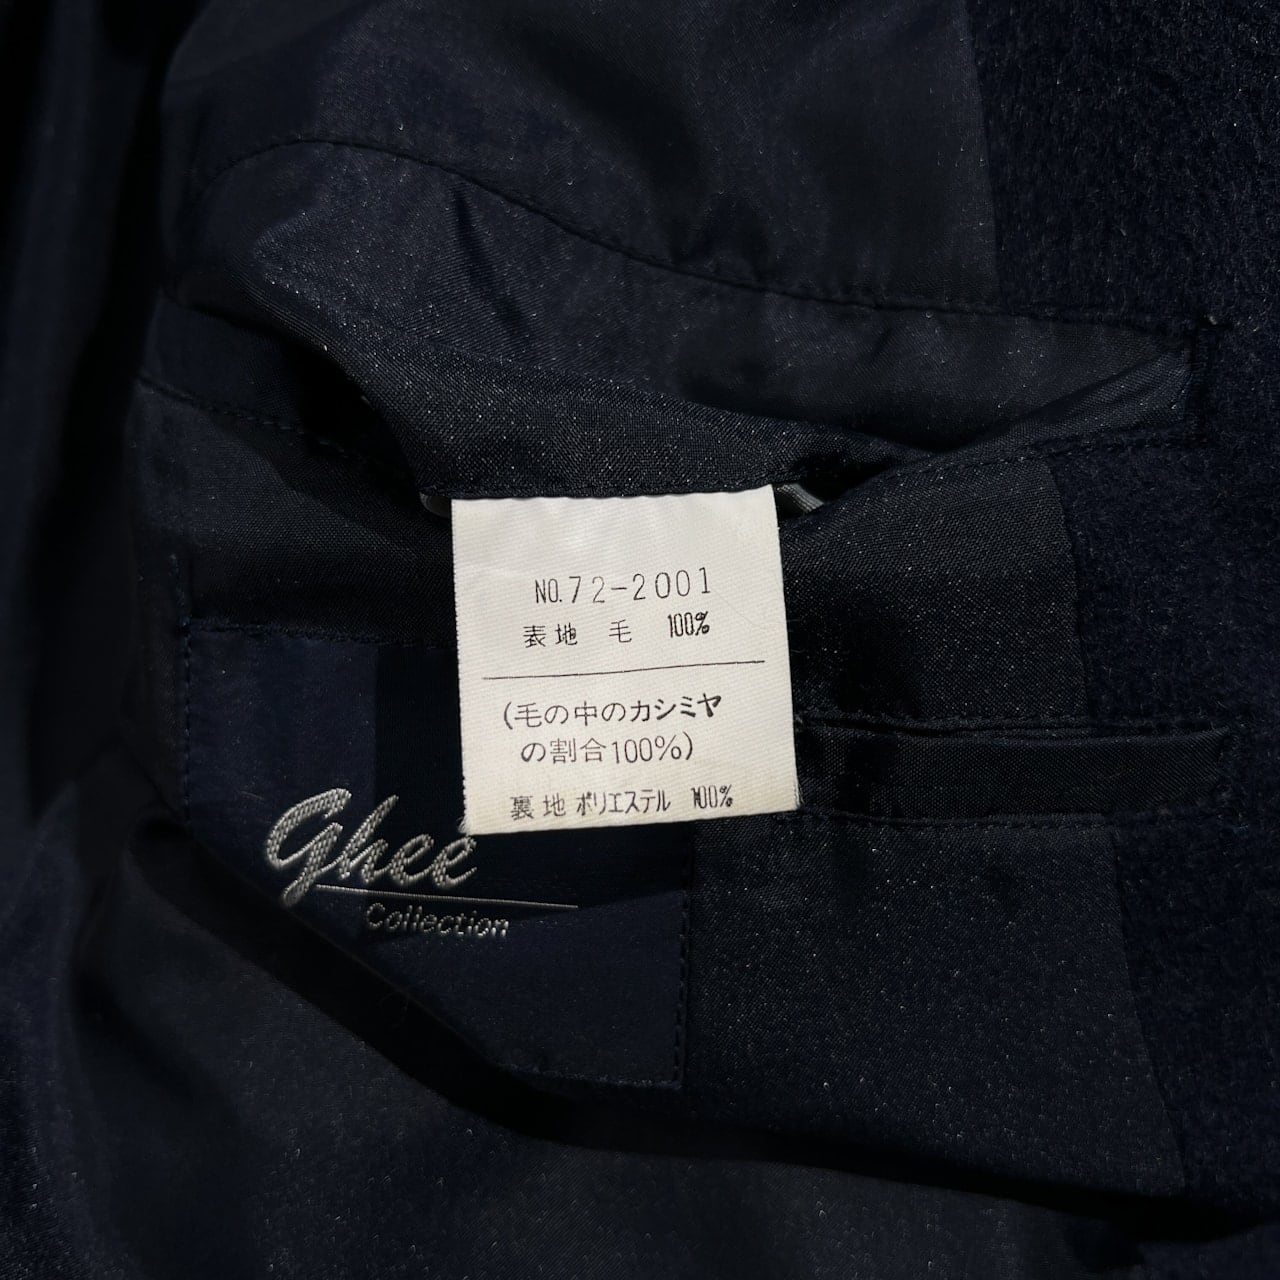 NO.72-2001
表地 毛 100%
(毛の中のカシミヤ
の割合100%)
裏地 ポリエステル 100%
Ghee
Collection